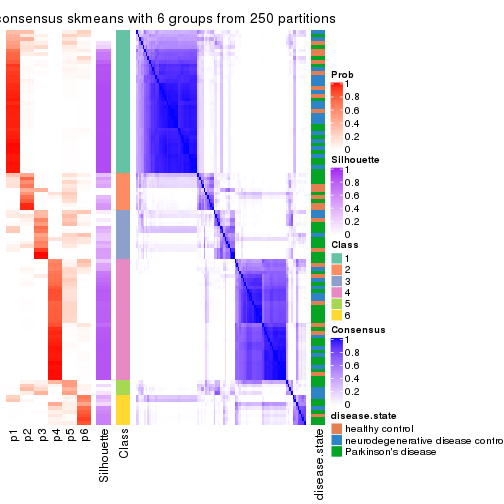 consensus skmeans with 6 groups from 250 partitions
Prob
1
0.8
0.6
0.4
0.2
0
Silhouette
1
0.8
0.6
0.4
0.2
0
Class
1
2
3
4
5
6
Consensus
1
0.8
0.6
0.4
0.2
0
disease.state
healthy control
neurodegenerative disease contro
Parkinson's disease
p1
p2
p3
p4
p5
p6
Silhouette
Class
disease.state